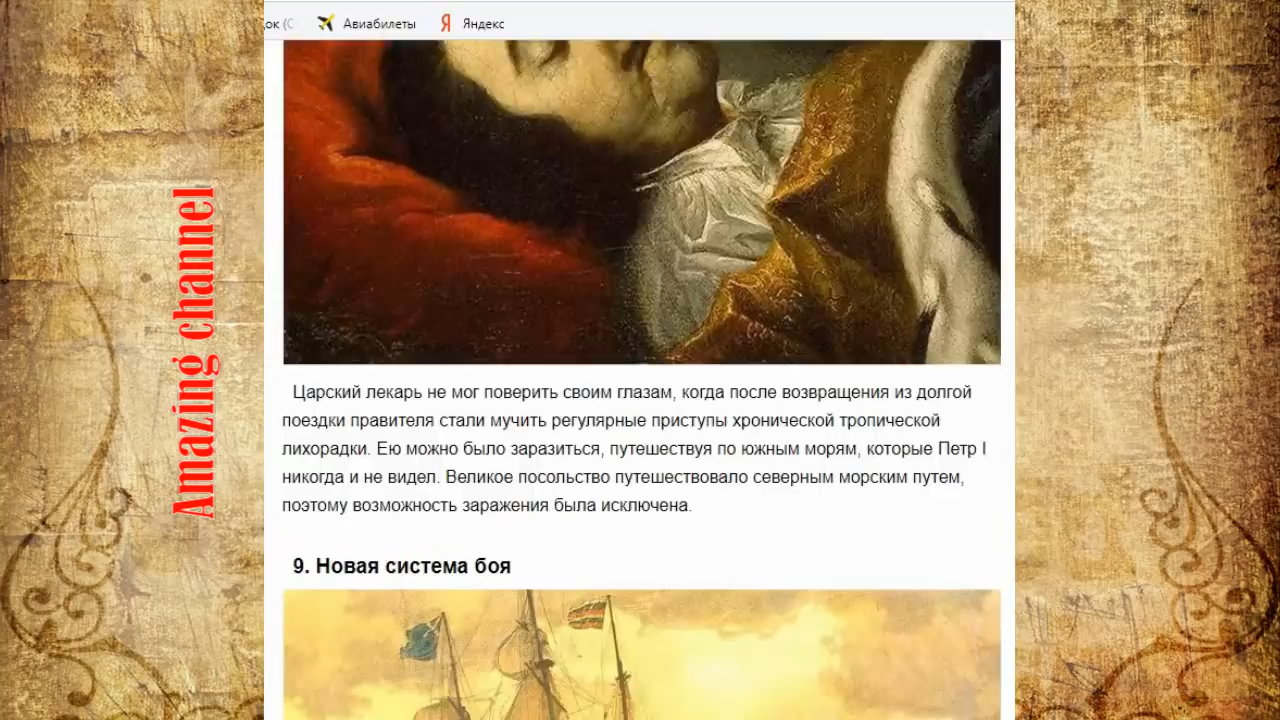 Авиабилеты
Яндекс
Amazing channel
Царский лекарь не мог поверить своим глазам, когда после возвращения из долгой
поездки правителя стали мучить регулярные приступы хронической тропической
лихорадки. Ею можно было заразиться, путешествуя по южным морям, которые Петр I
никогда и не видел. Великое посольство путешествовало северным морским путем,
поэтому возможность заражения была исключена.
9. Новая система боя